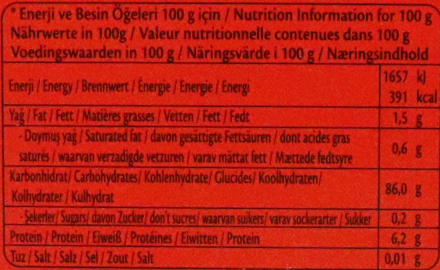 * Enerji ve Besin Öğeleri 100 g için / Nutrition Information for 100 g
Nährwerte in 100g / Valeur nutritionnelle contenues dans 100 g
Voedingswaarden in 100 g / Näringsvärde i 100 g / Næringsindhold
Enerji / Energy / Brennwert / Énergie / Energie / Energi 1657 kJ
391 kcal
Yağ / Fat / Fett / Matières grasses / Vetten / Fett / Fedt 1,5 g
- Doymuş yağ / Saturated fat / davon gesättigte Fettsäuren / dont acides gras
saturés / waarvan verzadigde vetzuren / varav mättat fett / Mættede fedtsyre 0,6 g
Karbonhidrat/ Carbohydrates/ Kohlenhydrate/ Glucides/ Koolhydraten/
Kolhydrater / Kulhydrat 86,0 g
- Şekerler/ Sugars/ davon Zucker/ don't sucres/ waarvan suikers/ varav sockerarter / Sukker 0,2 g
Protein / Protein / Eiweiß / Protéines / Eiwitten / Protein 6,2 g
Tuz / Salt / Salz / Sel / Zout / Salt 0,01 g